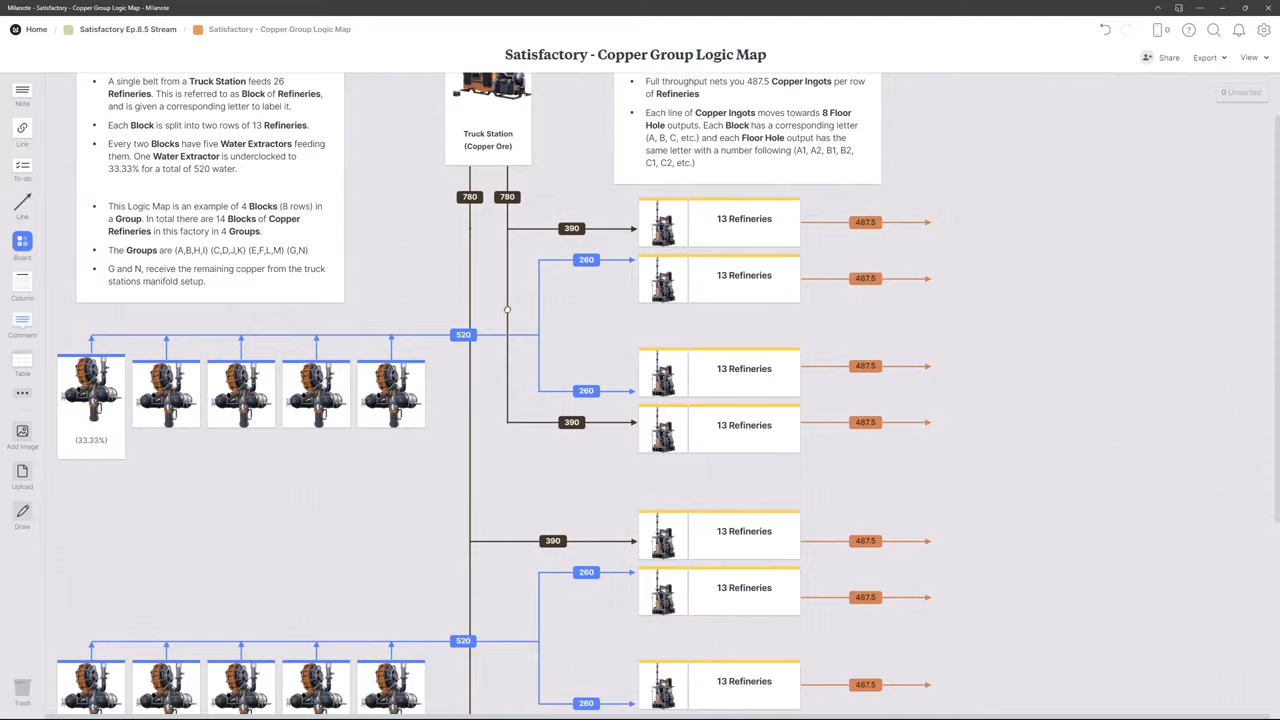 Satisfactory - Copper Group Logic Map - Milanote
Home
Satisfactory Ep.8.5 Stream
Satisfactory - Copper Group Logic Map
0
Satisfactory - Copper Group Logic Map
Share
Export
View
0 Unsorted
Note
Link
To-do
Line
Board
Column
Comment
Table
Add image
Upload
Draw
Trash
• A single belt from a Truck Station feeds 26
Refineries. This is referred to as Block of Refineries,
and is given a corresponding letter to label it.
• Each Block is split into two rows of 13 Refineries.
• Every two Blocks have five Water Extractors feeding
them. One Water Extractor is underclocked to
33.33% for a total of 520 water.
• This Logic Map is an example of 4 Blocks (8 rows) in
a Group. In total there are 14 Blocks of Copper
Refineries in this factory in 4 Groups.
• The Groups are (A,B,H,I) (C,D,J,K) (E,F,L,M) (G,N)
• G and N, receive the remaining copper from the truck
stations manifold setup.
Truck Station
(Copper Ore)
• Full throughput nets you 487.5 Copper Ingots per row
of Refineries
• Each line of Copper Ingots moves towards 8 Floor
Hole outputs. Each Block has a corresponding letter
(A, B, C, etc.) and each Floor Hole output has the
same letter with a number following (A1, A2, B1, B2,
C1, C2, etc.)
780
780
390
13 Refineries
487.5
260
13 Refineries
487.5
520
13 Refineries
487.5
260
390
13 Refineries
487.5
(33.33%)
390
13 Refineries
487.5
260
13 Refineries
487.5
520
13 Refineries
487.5
260